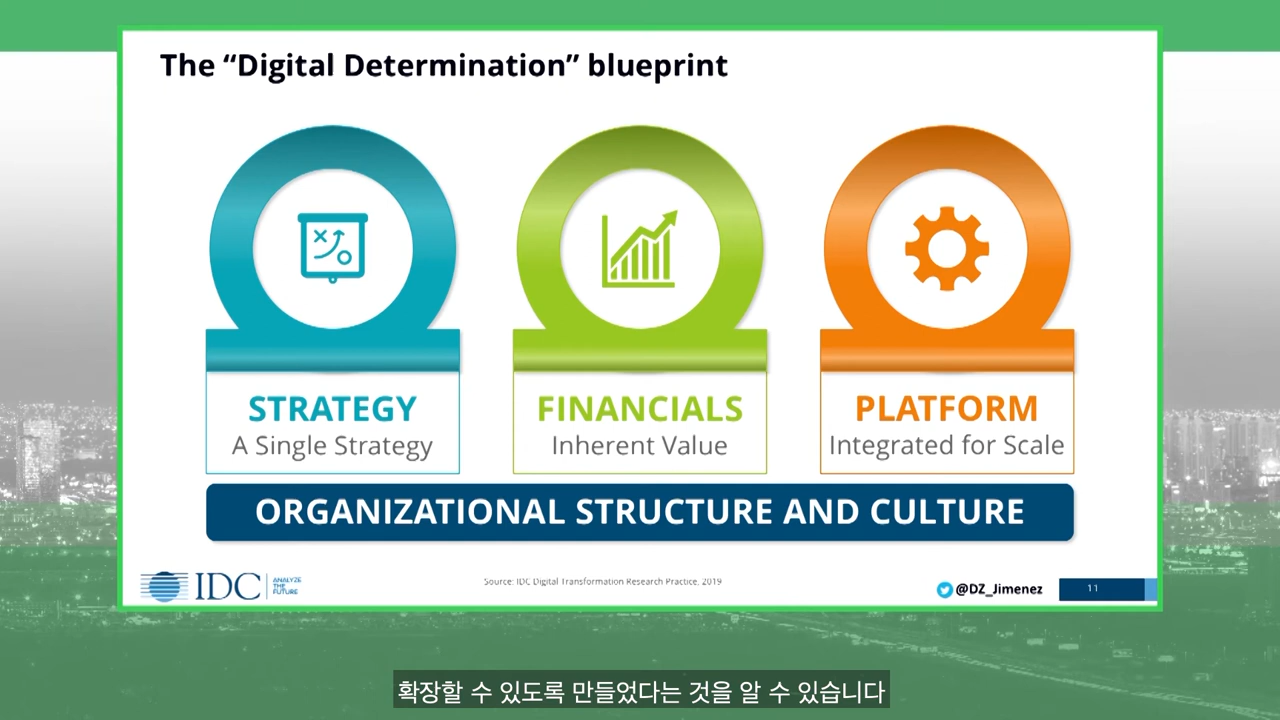 The “Digital Determination” blueprint
STRATEGY
A Single Strategy
FINANCIALS
Inherent Value
PLATFORM
Integrated for Scale
ORGANIZATIONAL STRUCTURE AND CULTURE
IDC
ANALYZE
THE
FUTURE
Source: IDC Digital Transformation Research Practice, 2019
@DZ_Jimenez
11
확장할 수 있도록 만들었다는 것을 알 수 있습니다